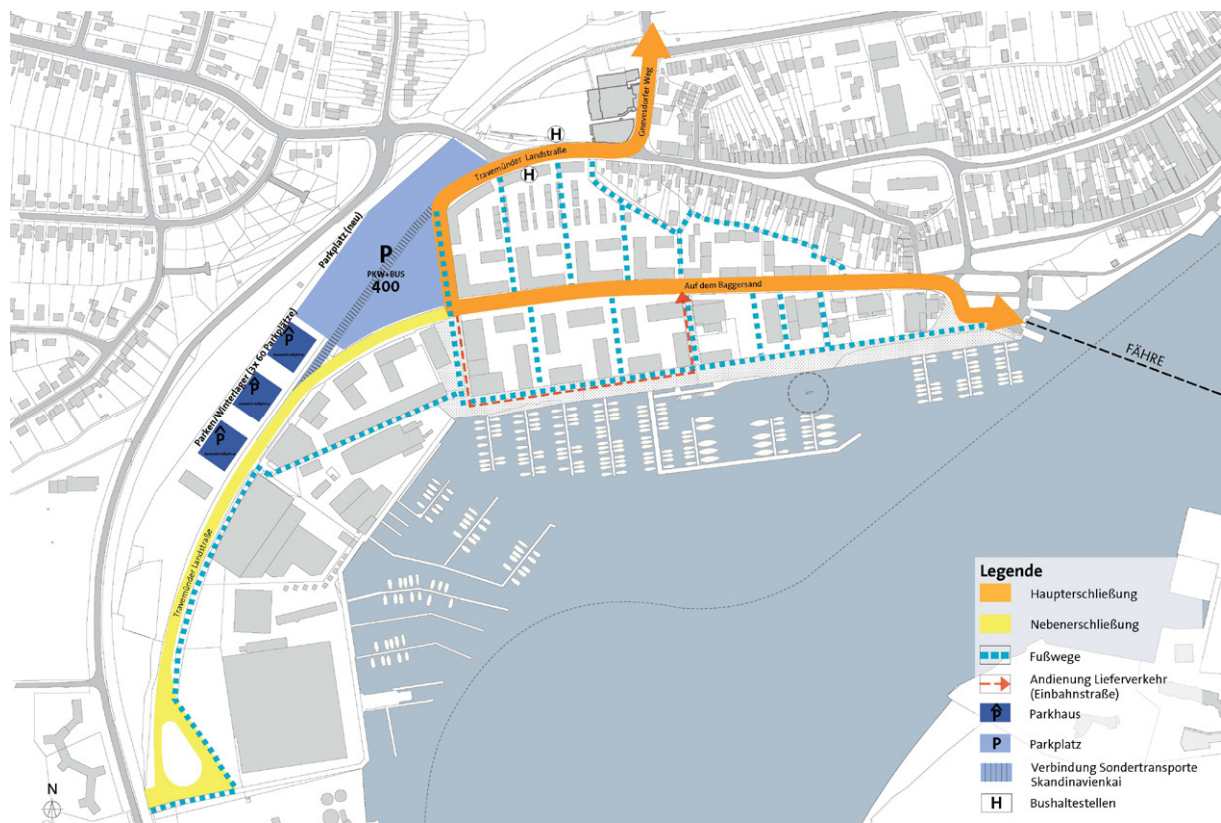 Gnevesdorfer Weg
H
Travemünder Landstraße
H
Parkplatz (neu)
P
PKW+BUS
400
Auf dem Baggersand
FÄHRE
Parken/Winterlager (3x 60 Parkplätze)
P
P
P
Travemünder Landstraße
N
Legende
Haupterschließung
Nebenerschließung
Fußwege
Andienung Lieferverkehr
(Einbahnstraße)
P Parkhaus
P Parkplatz
Verbindung Sondertransporte
Skandinavienkai
H Bushaltestellen